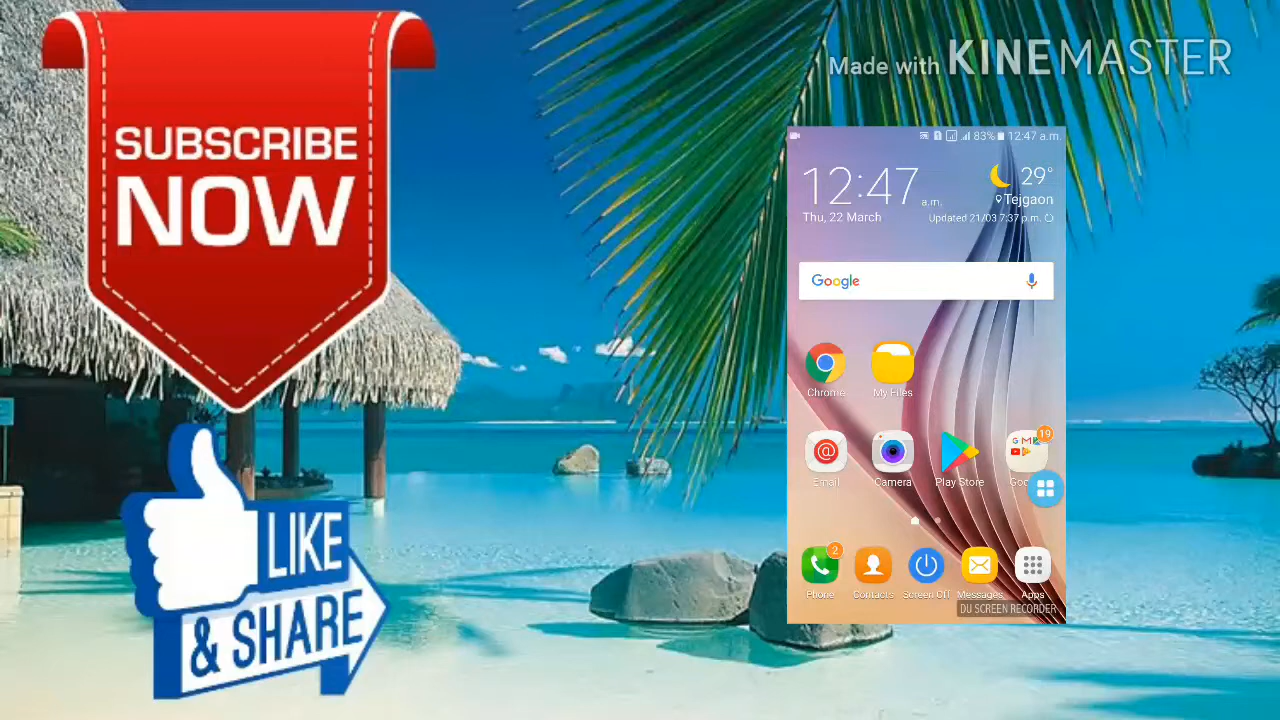 SUBSCRIBE
NOW
LIKE
& SHARE
Made with KINEMASTER
83% 12:47 a.m.
12:47 a.m.
29°
Tejgaon
Thu, 22 March
Updated 21/03 7:37 p.m.
Google
Chrome
My Files
19
Email
Camera
Play Store
Goo
2
Phone
Contacts
Screen Off
Messages
Apps
DU SCREEN RECORDER